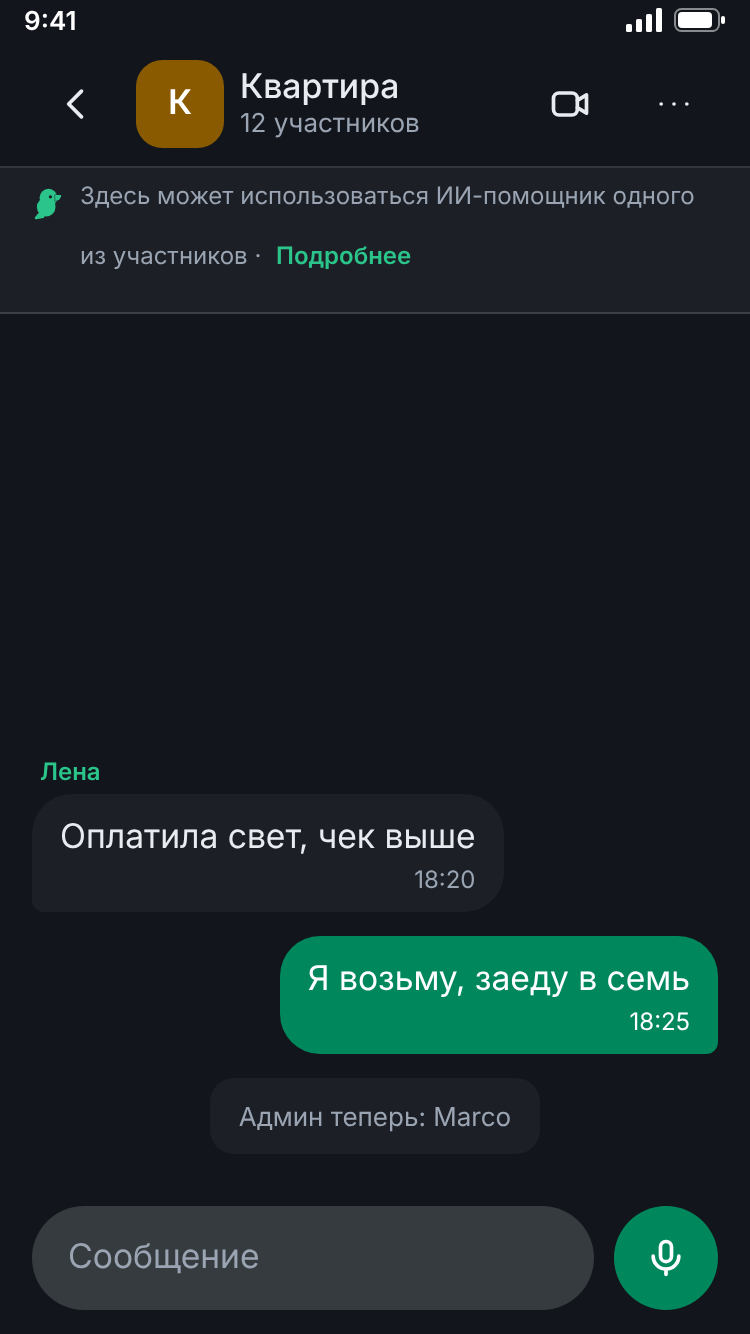 9:41
К
Квартира
12 участников
Здесь может использоваться ИИ-помощник одного
из участников · Подробнее
Лена
Оплатила свет, чек выше
18:20
Я возьму, заеду в семь
18:25
Админ теперь: Marco
Сообщение